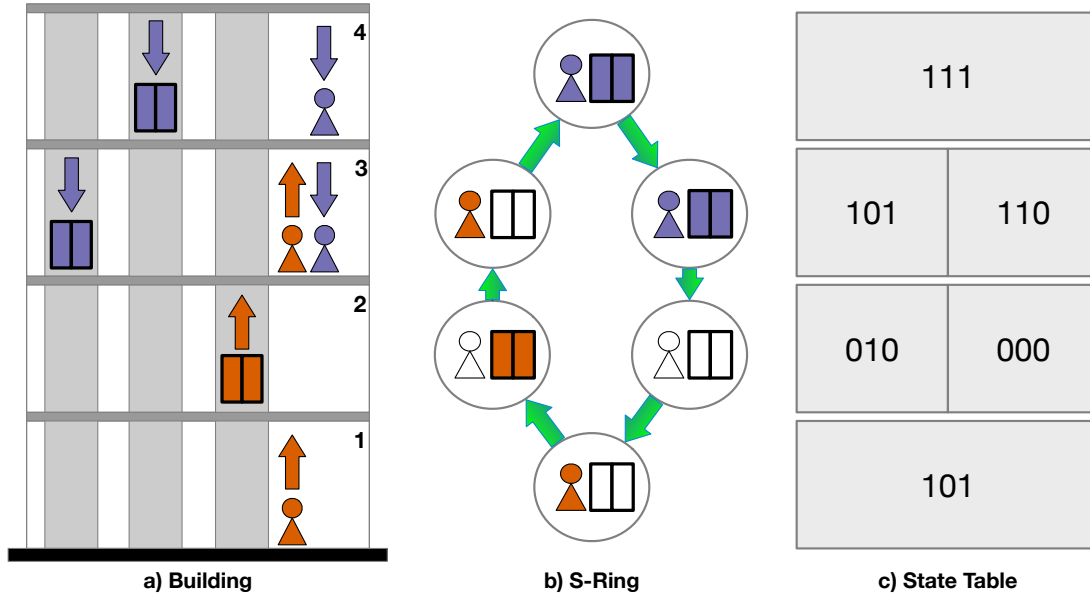 4
3
2
1
a) Building
b) S-Ring
111
101 110
010 000
101
c) State Table